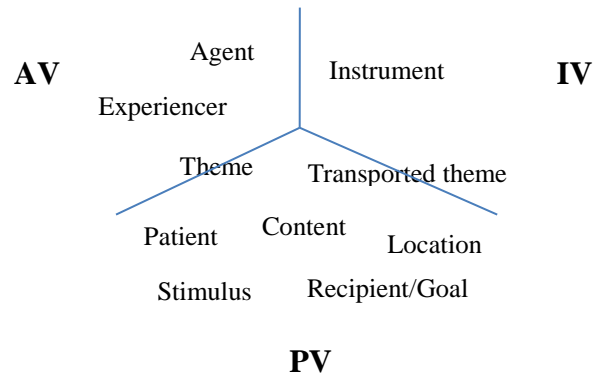 Agent
AV
Instrument
IV
Experiencer
Theme
Transported theme
Patient
Content
Location
Stimulus
Recipient/Goal
PV